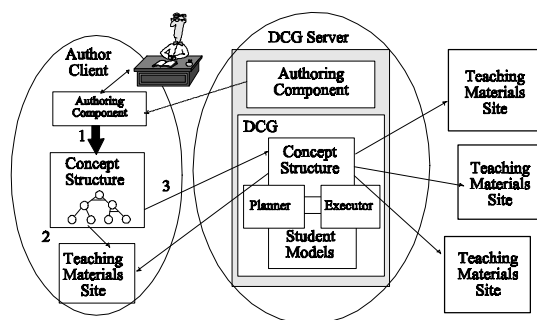 Author
Client
Authoring
Component
1
Concept
Structure
2
Teaching
Materials
Site
3
DCG Server
Authoring
Component
DCG
Concept
Structure
Planner
Executor
Student
Models
Teaching
Materials
Site
Teaching
Materials
Site
Teaching
Materials
Site